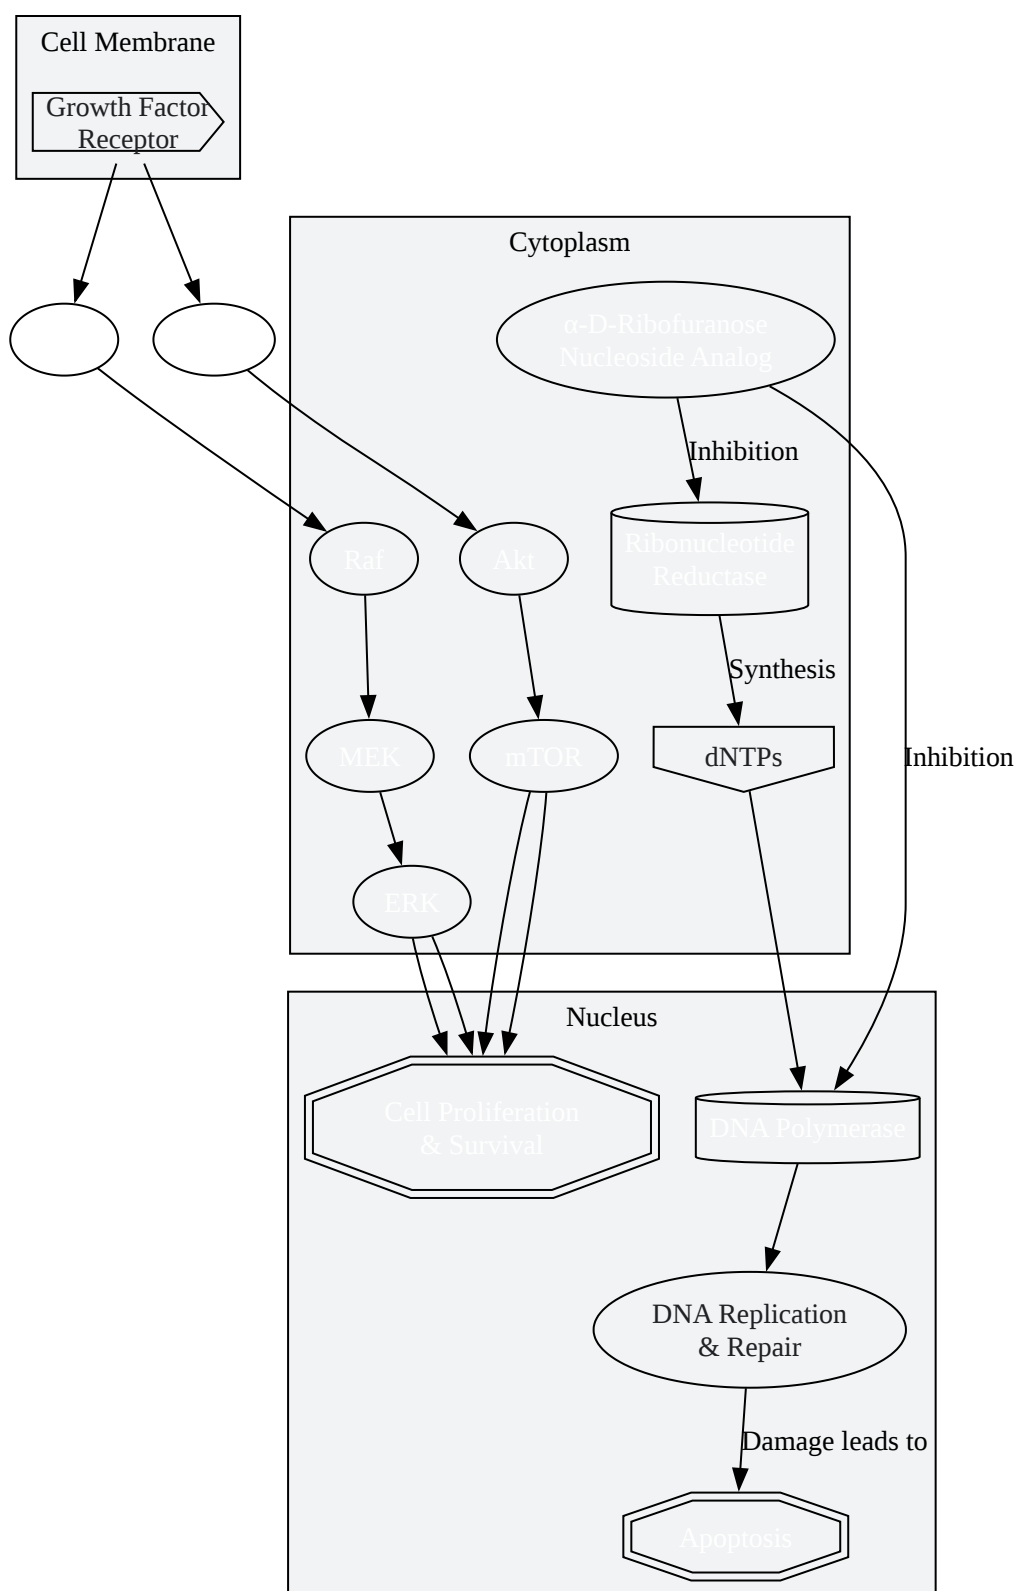 Cell Membrane
Growth Factor
Receptor
Cytoplasm
α-D-Ribofuranose
Nucleoside Analog
Inhibition
Raf
Akt
Ribonucleotide
Reductase
Synthesis
MEK
mTOR
dNTPs
Inhibition
ERK
Nucleus
Cell Proliferation
& Survival
DNA Polymerase
DNA Replication
& Repair
Damage leads to
Apoptosis